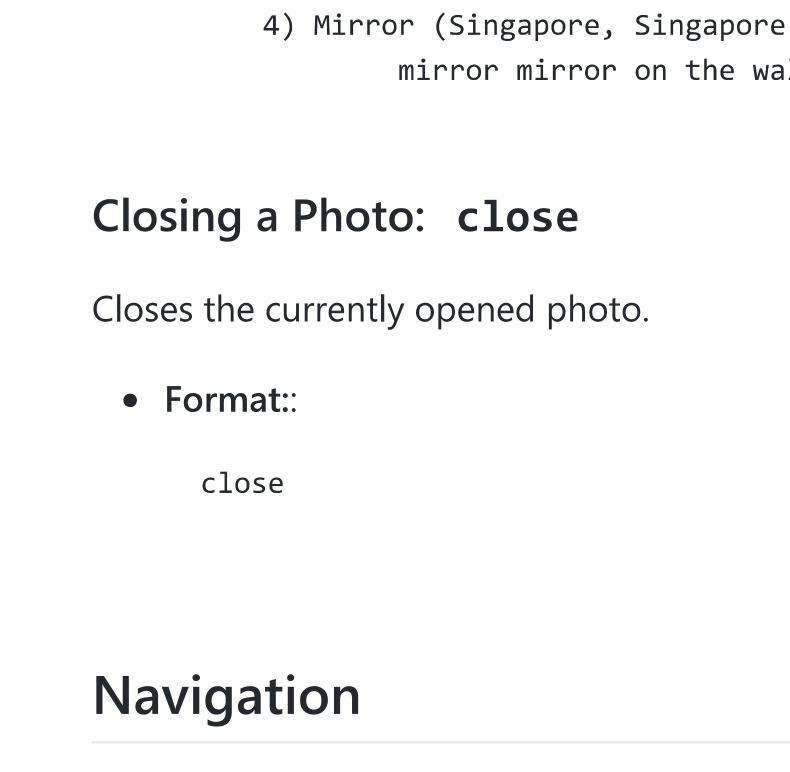 4) Mirror (Singapore, Singapore
mirror mirror on the wa
Closing a Photo: close
Closes the currently opened photo.
• Format::
close
Navigation